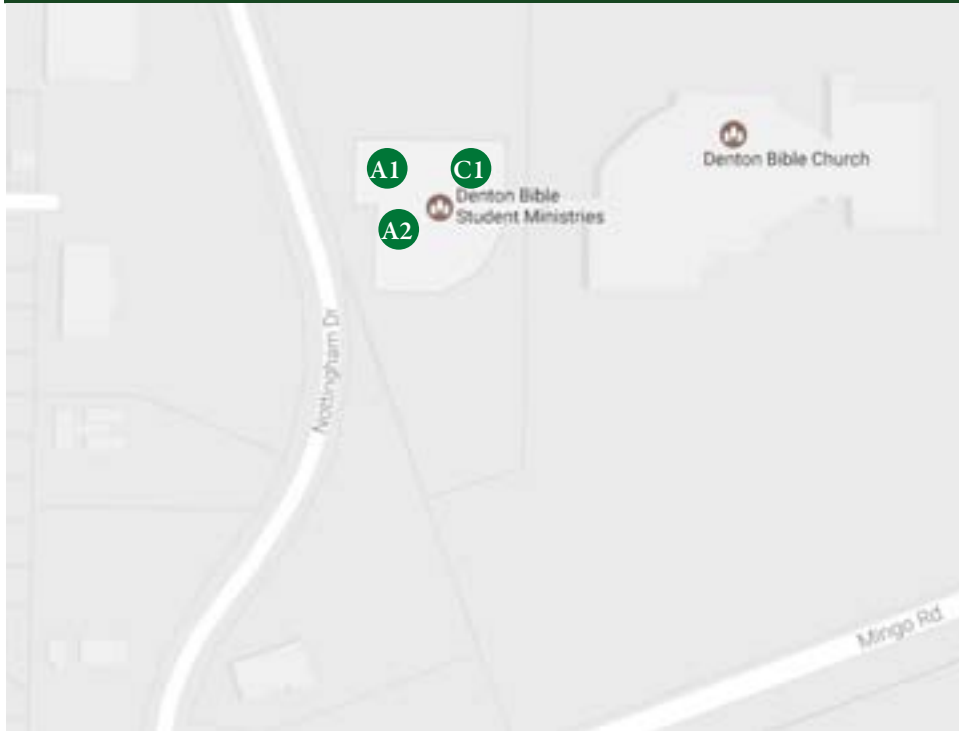 Denton Bible Church
A1
C1
Denton Bible
Student Ministries
A2
Nottingham Dr
Mingo Rd